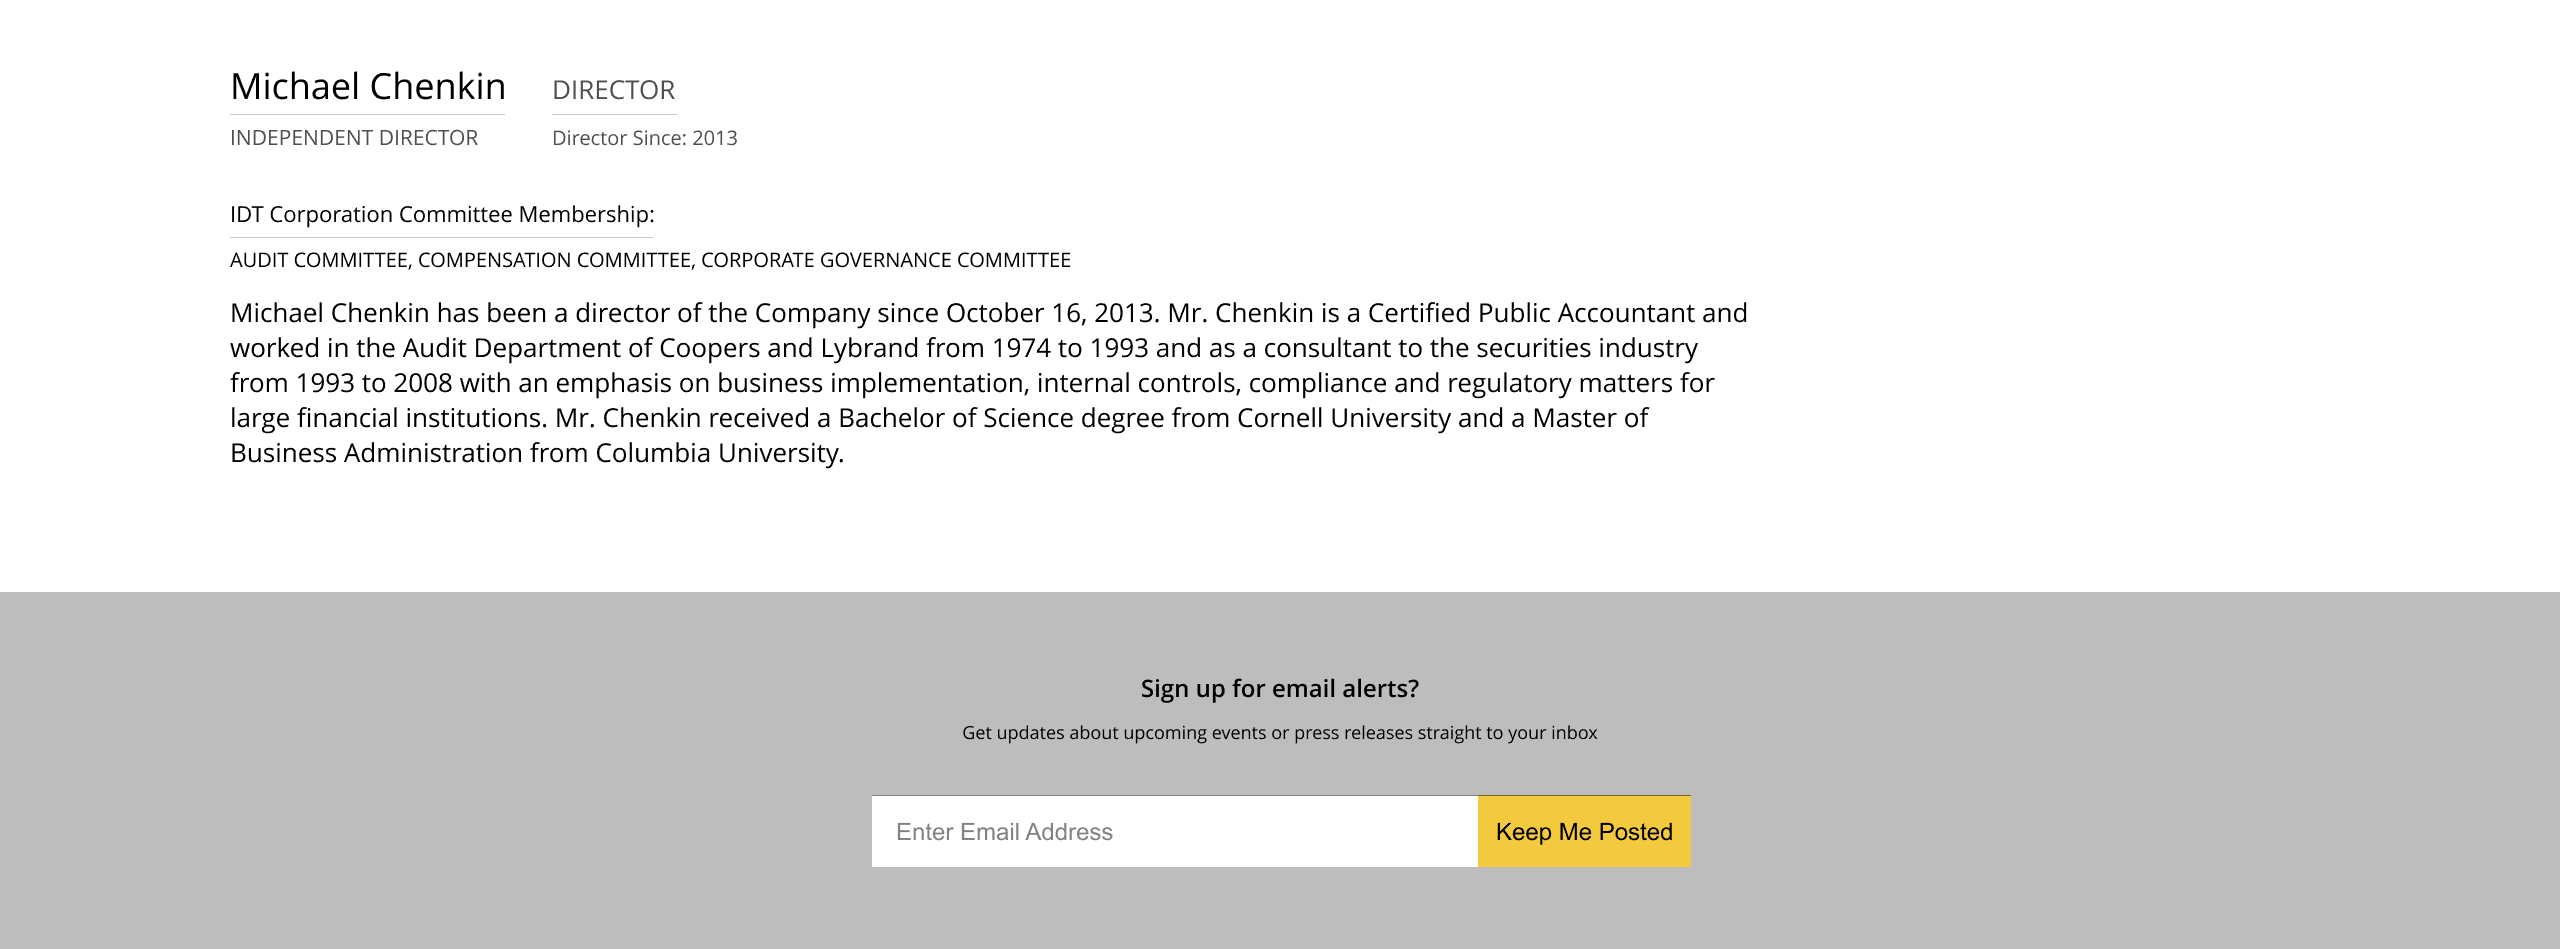 Michael Chenkin DIRECTOR
INDEPENDENT DIRECTOR Director Since: 2013
IDT Corporation Committee Membership:
AUDIT COMMITTEE, COMPENSATION COMMITTEE, CORPORATE GOVERNANCE COMMITTEE
Michael Chenkin has been a director of the Company since October 16, 2013. Mr. Chenkin is a Certified Public Accountant and
worked in the Audit Department of Coopers and Lybrand from 1974 to 1993 and as a consultant to the securities industry
from 1993 to 2008 with an emphasis on business implementation, internal controls, compliance and regulatory matters for
large financial institutions. Mr. Chenkin received a Bachelor of Science degree from Cornell University and a Master of
Business Administration from Columbia University.
Sign up for email alerts?
Get updates about upcoming events or press releases straight to your inbox
Enter Email Address Keep Me Posted